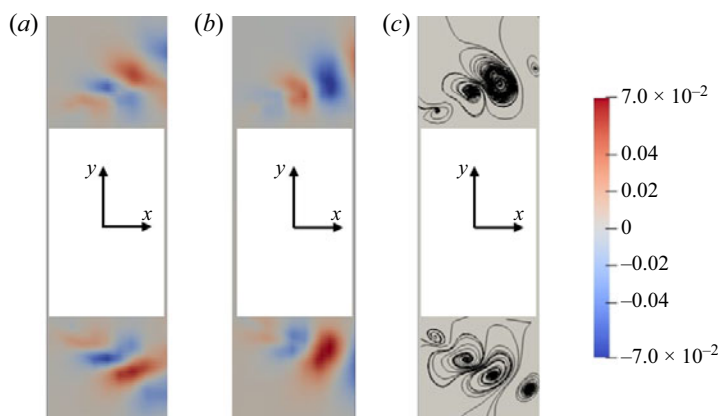 (a)
(b)
(c)
y
x
y
x
y
x
7.0 × 10⁻²
0.04
0.02
0
−0.02
−0.04
−7.0 × 10⁻²